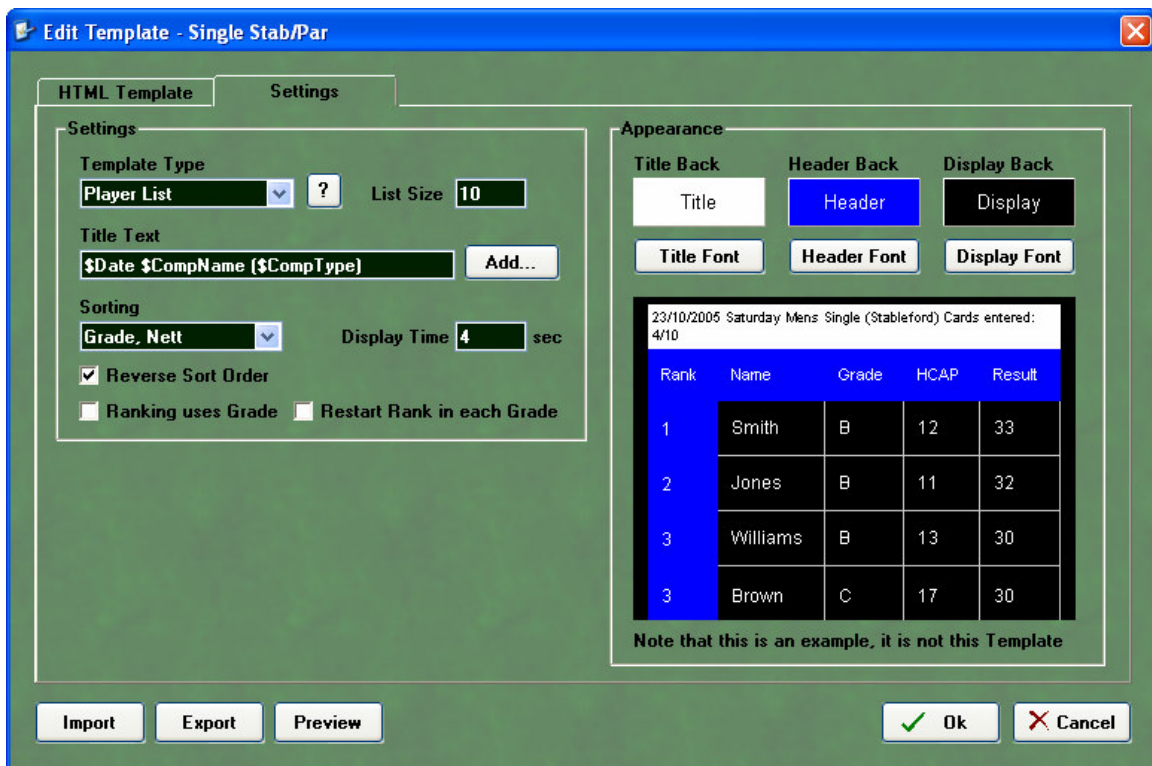 Edit Template - Single Stab/Par
HTML Template Settings
Settings
Template Type
Player List ? List Size 10
Title Text
$Date $CompName ($CompType) Add...
Sorting
Grade, Nett Display Time 4 sec
Reverse Sort Order
Ranking uses Grade Restart Rank in each Grade
Appearance
Title Back Header Back Display Back
Title Header Display
Title Font Header Font Display Font
23/10/2005 Saturday Mens Single (Stableford) Cards entered:
4/10
Rank Name Grade HCAP Result
1 Smith B 12 33
2 Jones B 11 32
3 Williams B 13 30
3 Brown C 17 30
Note that this is an example, it is not this Template
Import Export Preview Ok Cancel